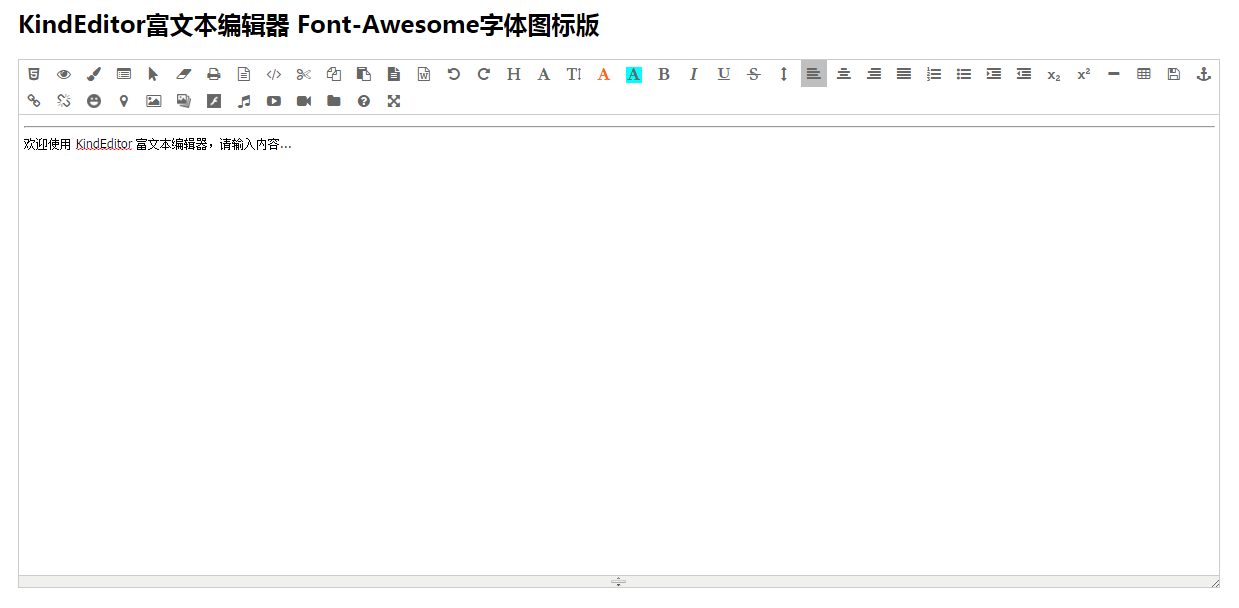 KindEditor富文本编辑器 Font-Awesome字体图标版
H A T A A B I U S x₂ x²
欢迎使用 KindEditor 富文本编辑器，请输入内容...